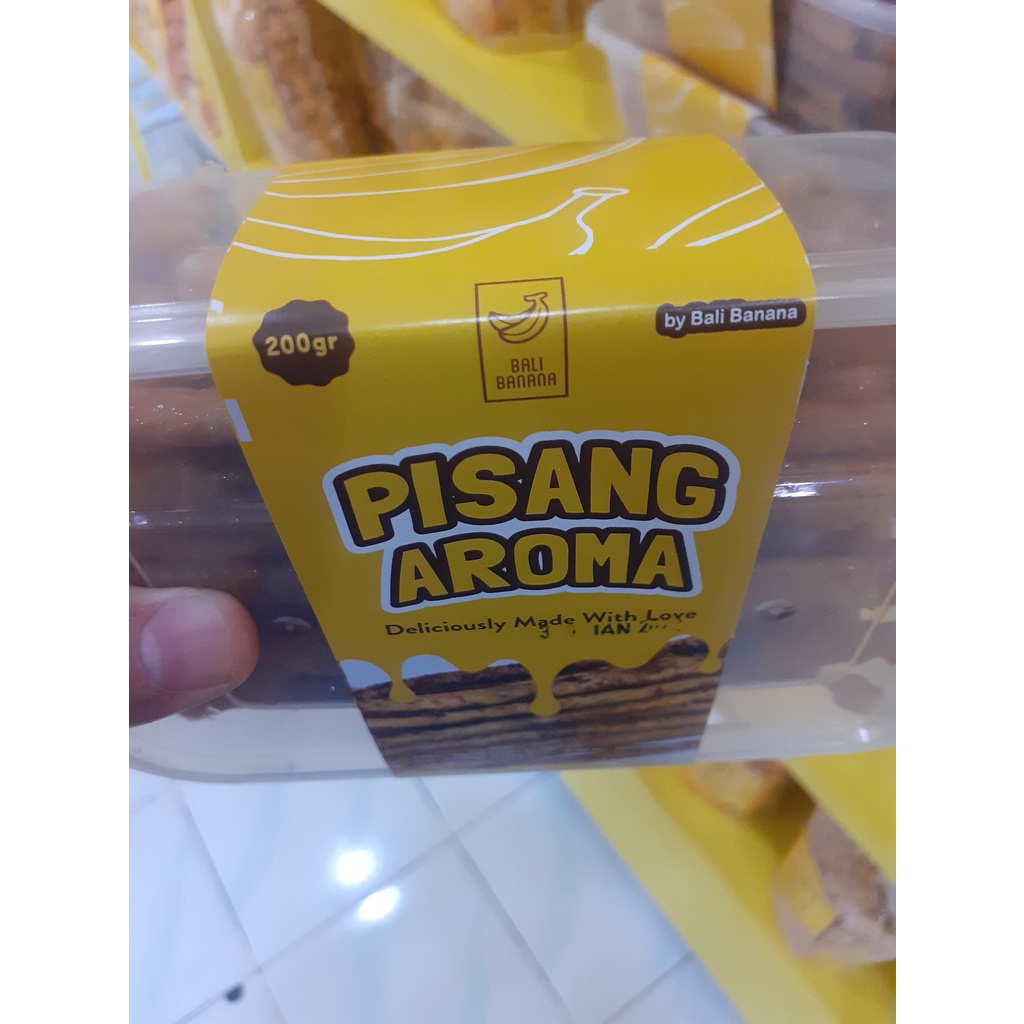 200gr
BALI
BANANA
by Bali Banana
PISANG
AROMA
Deliciously Made With Love